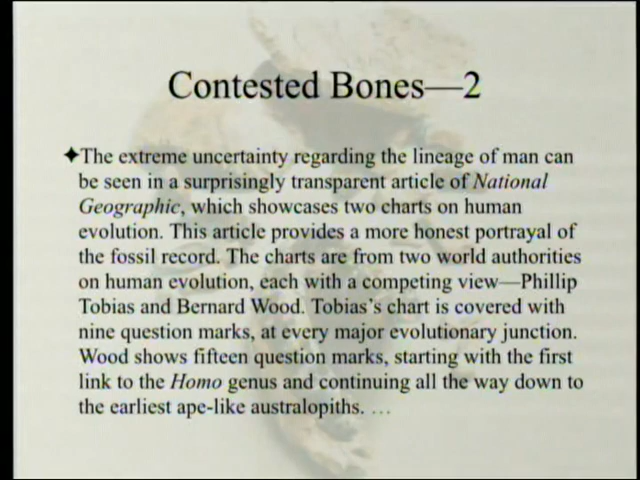 Contested Bones—2
✦The extreme uncertainty regarding the lineage of man can
be seen in a surprisingly transparent article of National
Geographic, which showcases two charts on human
evolution. This article provides a more honest portrayal of
the fossil record. The charts are from two world authorities
on human evolution, each with a competing view—Phillip
Tobias and Bernard Wood. Tobias's chart is covered with
nine question marks, at every major evolutionary junction.
Wood shows fifteen question marks, starting with the first
link to the Homo genus and continuing all the way down to
the earliest ape-like australopiths. …